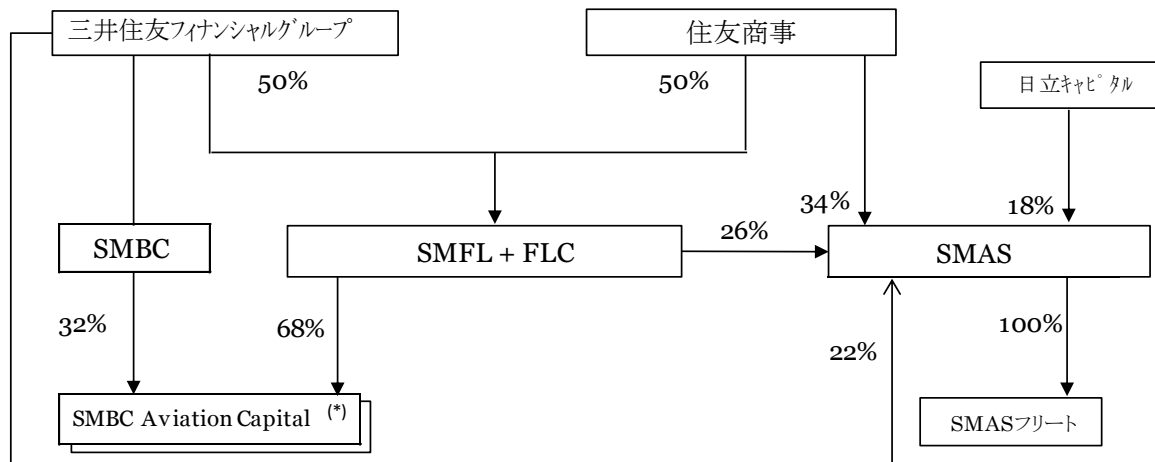 三井住友フィナンシャルグループ
住友商事
50%
50%
日立キャピタル
34%
18%
SMBC
SMFL + FLC
26%
SMAS
32%
68%
22%
100%
SMBC Aviation Capital (*)
SMASフリート